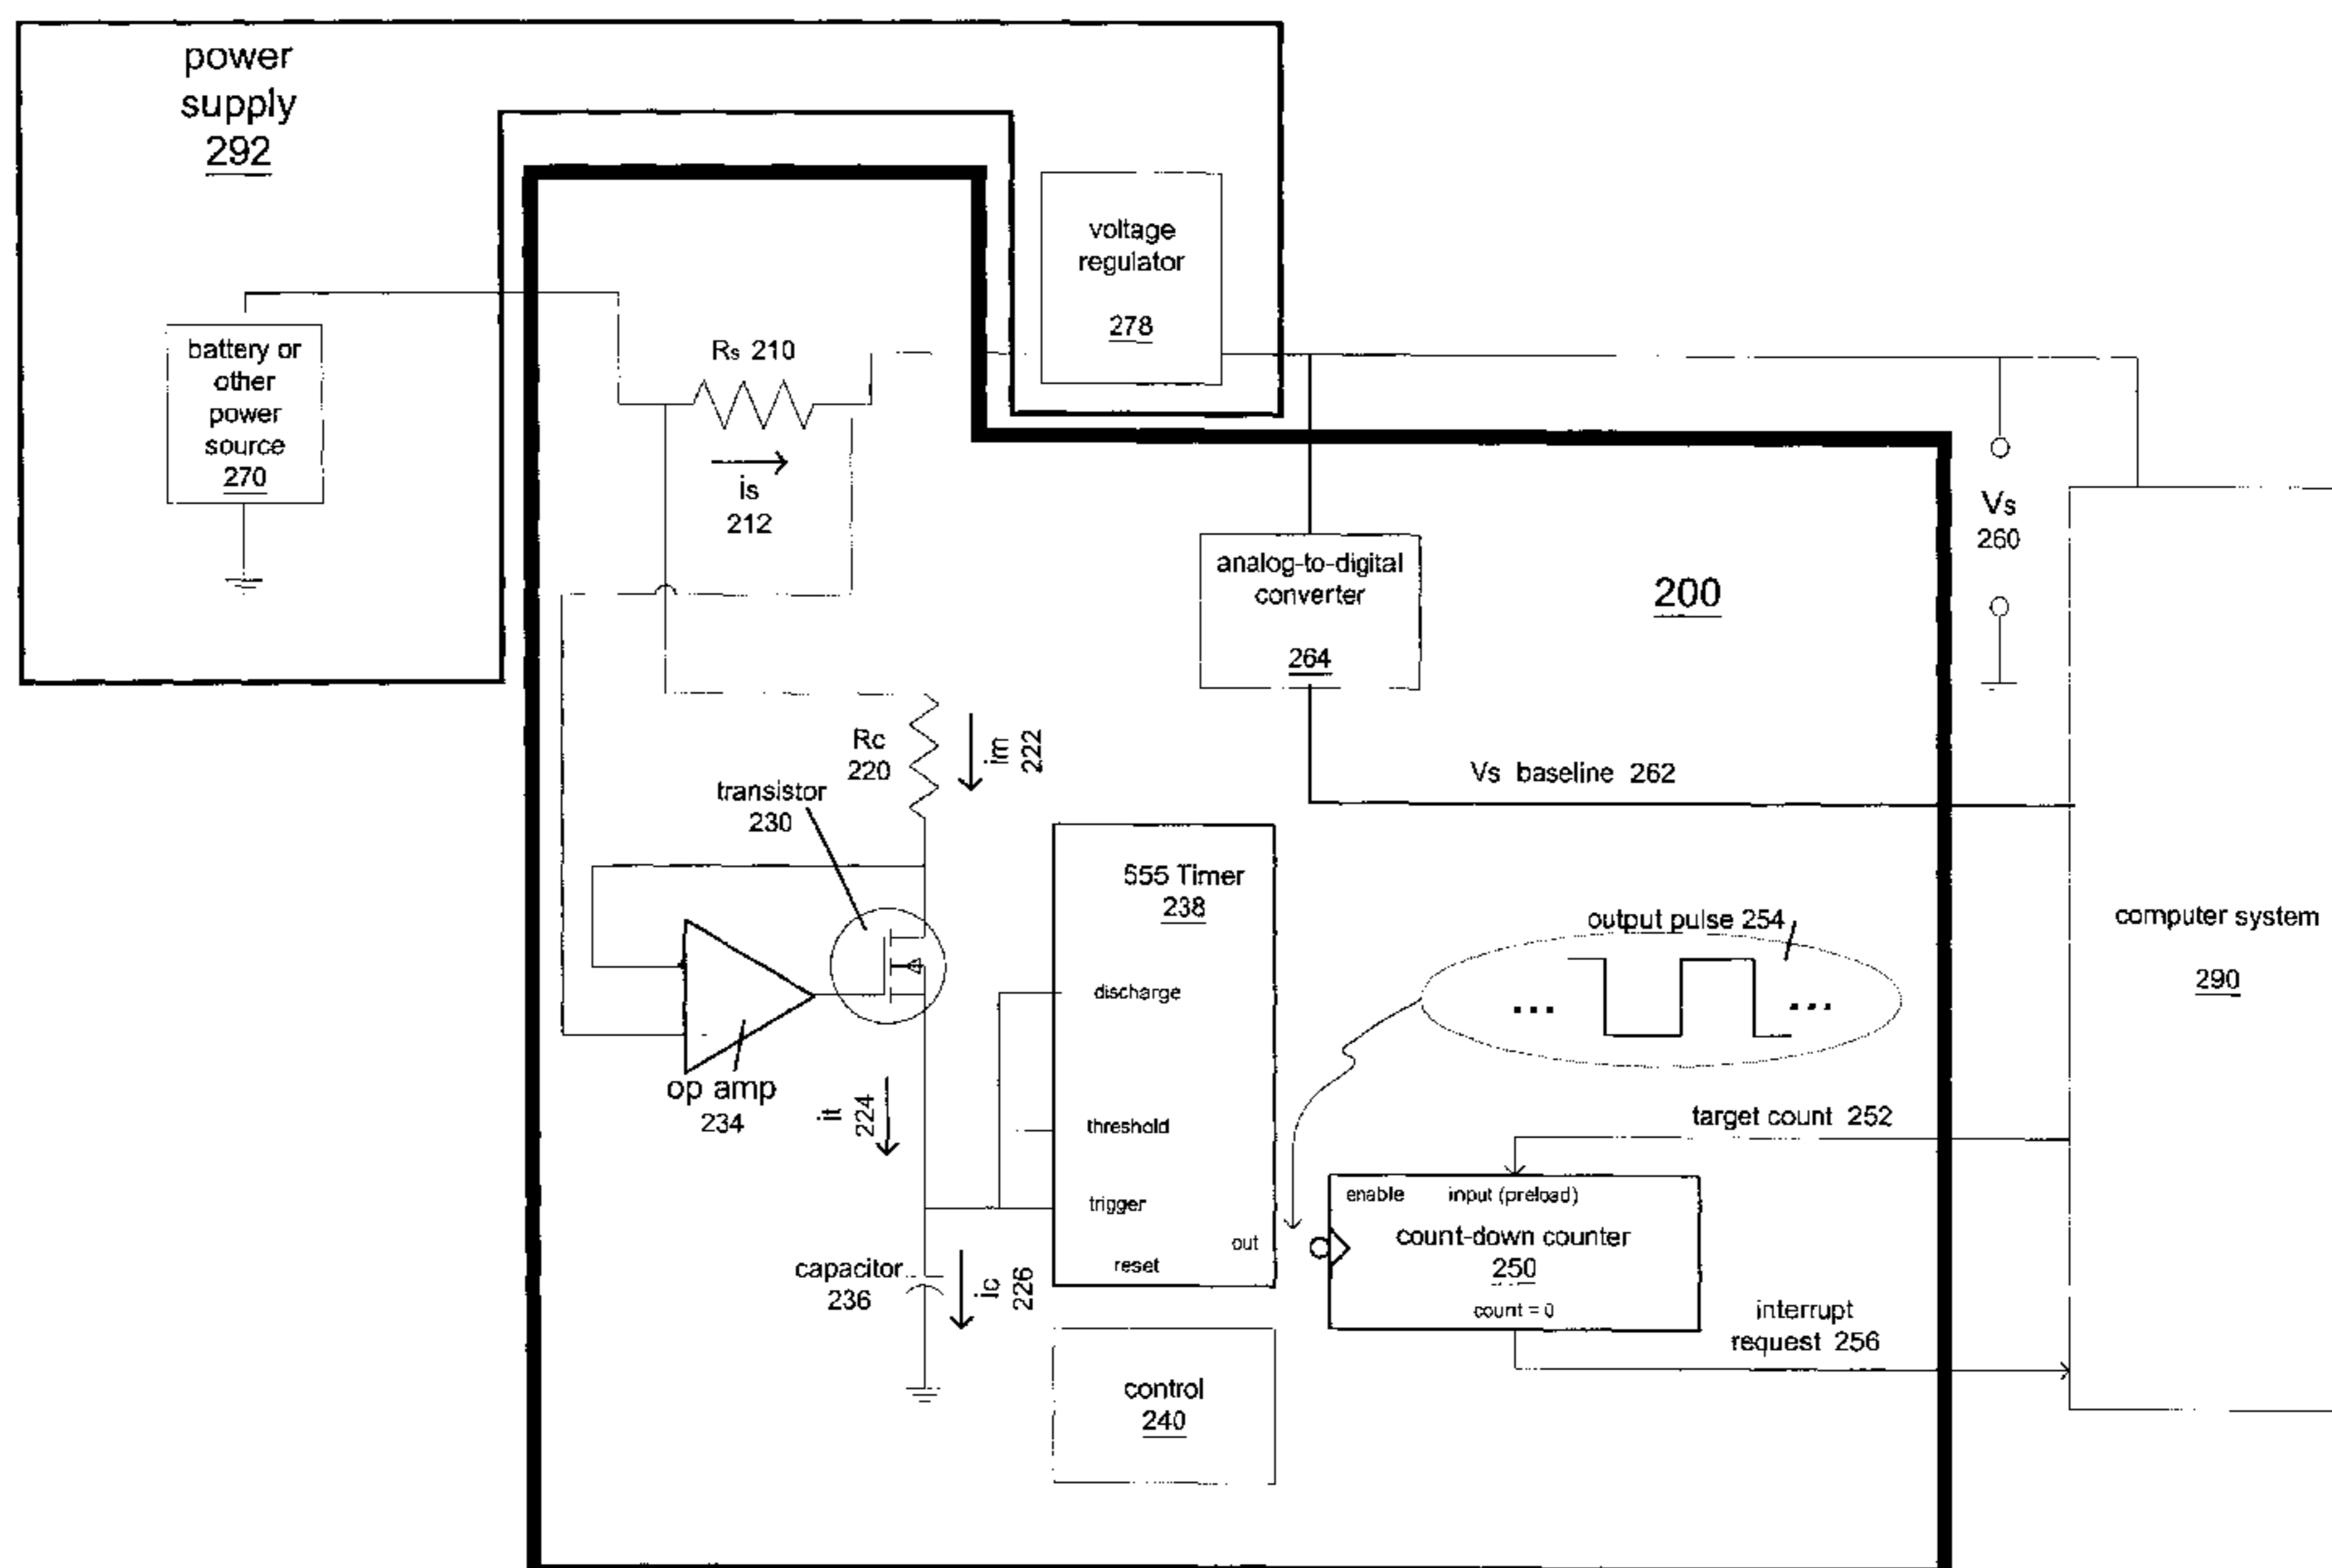 power
supply
292
voltage
regulator
278
battery or
other
power
source
270
Rs 210
is
212
Vs
260
analog-to-digital
converter
264
200
Rc
220
im
222
Vs baseline 262
transistor
230
555 Timer
238
discharge
threshold
trigger
out
reset
output pulse 254
... ...
computer system
290
op amp
234
it
224
target count 252
enable input (preload)
count-down counter
250
count = 0
capacitor
236
ic
226
interrupt
request 256
control
240